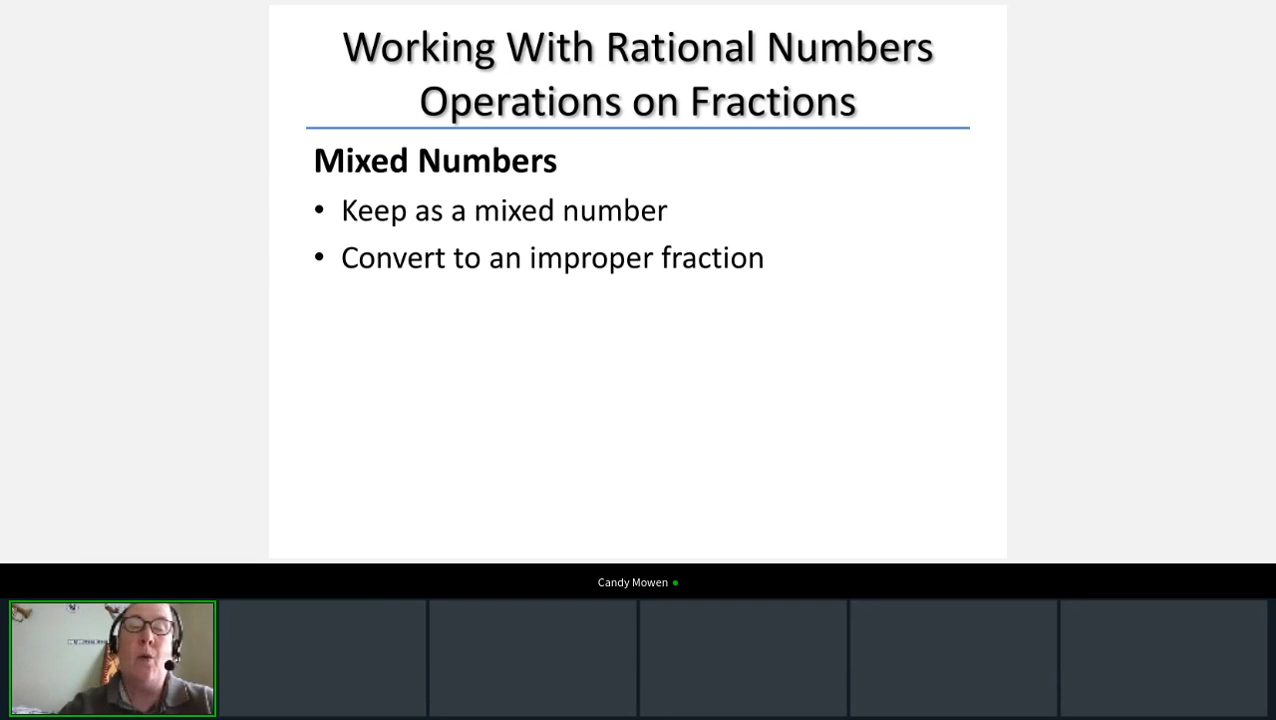 Working With Rational Numbers
Operations on Fractions
Mixed Numbers
• Keep as a mixed number
• Convert to an improper fraction
Candy Mowen